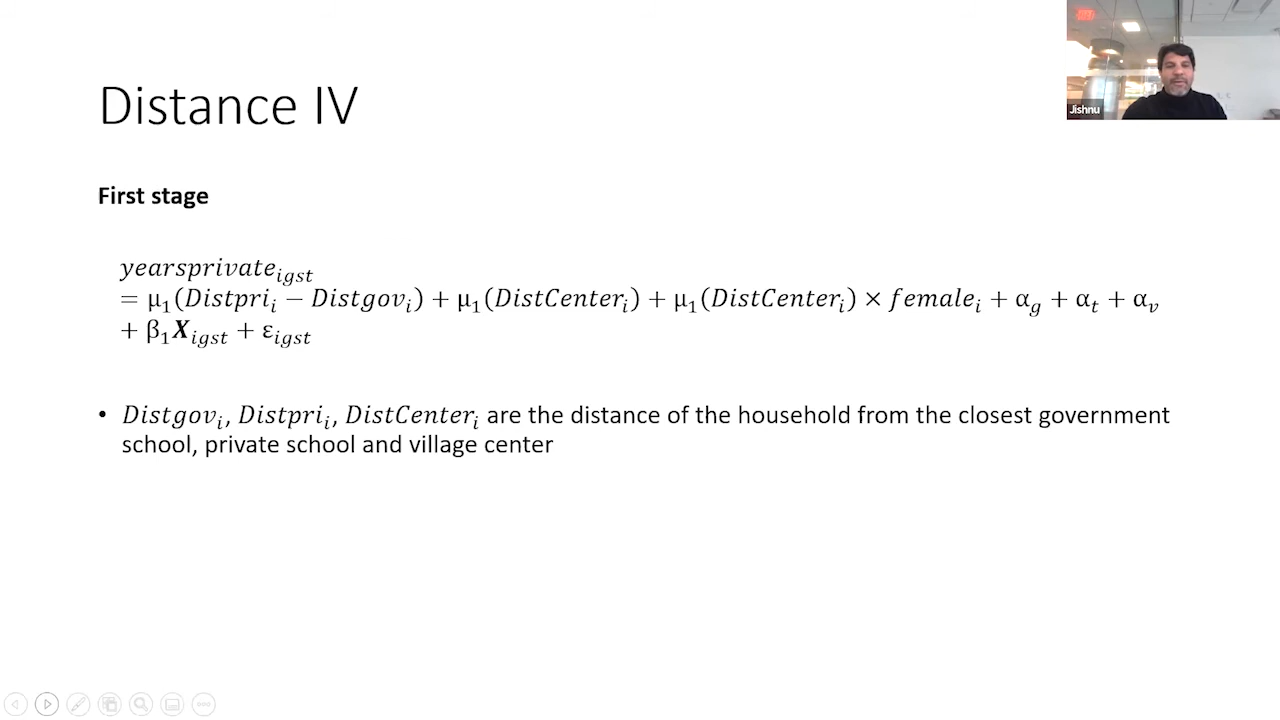 Jishnu
Distance IV
First stage
yearsprivate_igst
= μ₁(Distpri_i − Distgov_i) + μ₁(DistCenter_i) + μ₁(DistCenter_i) × female_i + α_g + α_t + α_v
+ β₁X_igst + ε_igst
• Distgov_i, Distpri_i, DistCenter_i are the distance of the household from the closest government
school, private school and village center